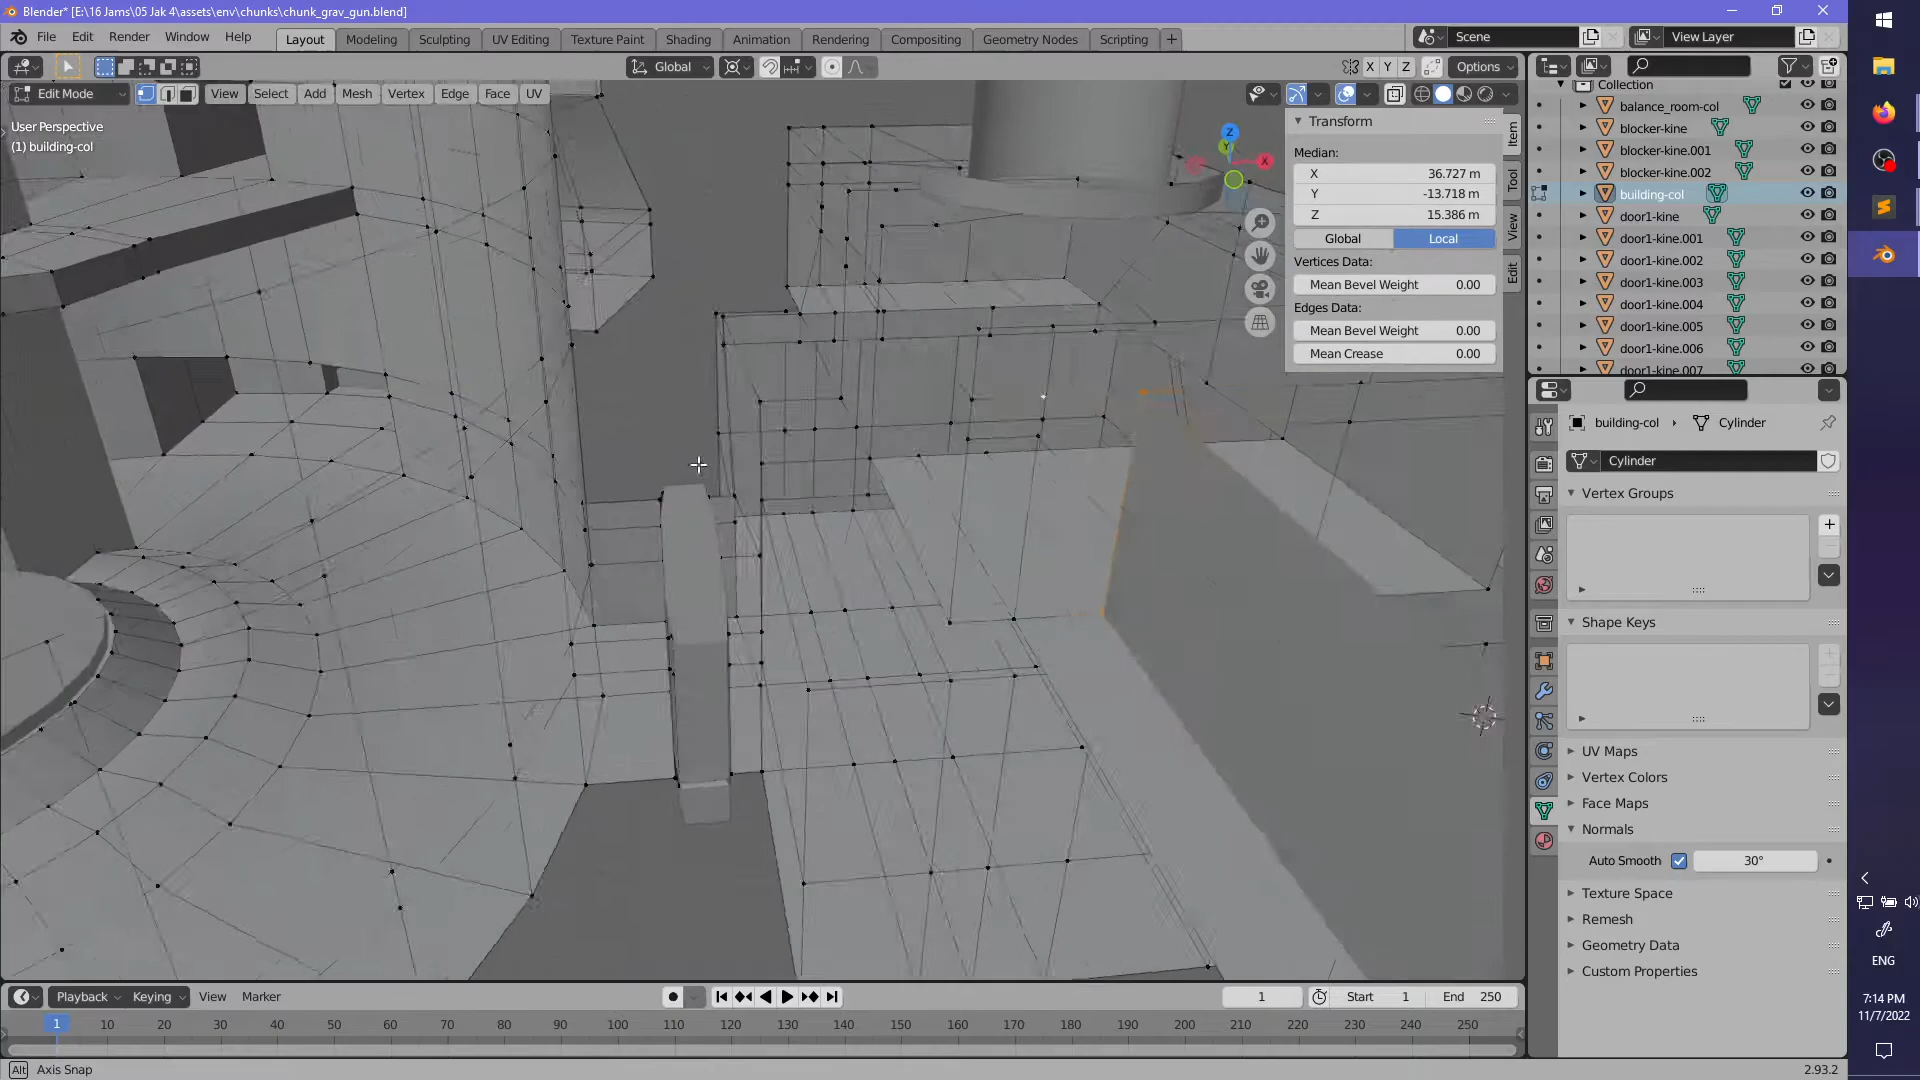 Blender* [E:\16 Jams\05 Jak 4\assets\env\chunks\chunk_grav_gun.blend]
File Edit Render Window Help Layout Modeling Sculpting UV Editing Texture Paint Shading Animation Rendering Compositing Geometry Nodes Scripting + Scene View Layer
Global X Y Z Options
Edit Mode View Select Add Mesh Vertex Edge Face UV
User Perspective
(1) building-col
Z
Y
X
Transform
Median:
X 36.727 m
Y -13.718 m
Z 15.386 m
Global Local
Vertices Data:
Mean Bevel Weight 0.00
Edges Data:
Mean Bevel Weight 0.00
Mean Crease 0.00
Item
Tool
View
Edit
Collection
balance_room-col
blocker-kine
blocker-kine.001
blocker-kine.002
building-col
door1-kine
door1-kine.001
door1-kine.002
door1-kine.003
door1-kine.004
door1-kine.005
door1-kine.006
door1-kine.007
building-col Cylinder
Cylinder
Vertex Groups
Shape Keys
UV Maps
Vertex Colors
Face Maps
Normals
Auto Smooth 30°
Texture Space
Remesh
Geometry Data
Custom Properties
Playback Keying View Marker 1 Start 1 End 250
1 10 20 30 40 50 60 70 80 90 100 110 120 130 140 150 160 170 180 190 200 210 220 230 240 250
Alt Axis Snap 2.93.2
ENG
7:14 PM
11/7/2022